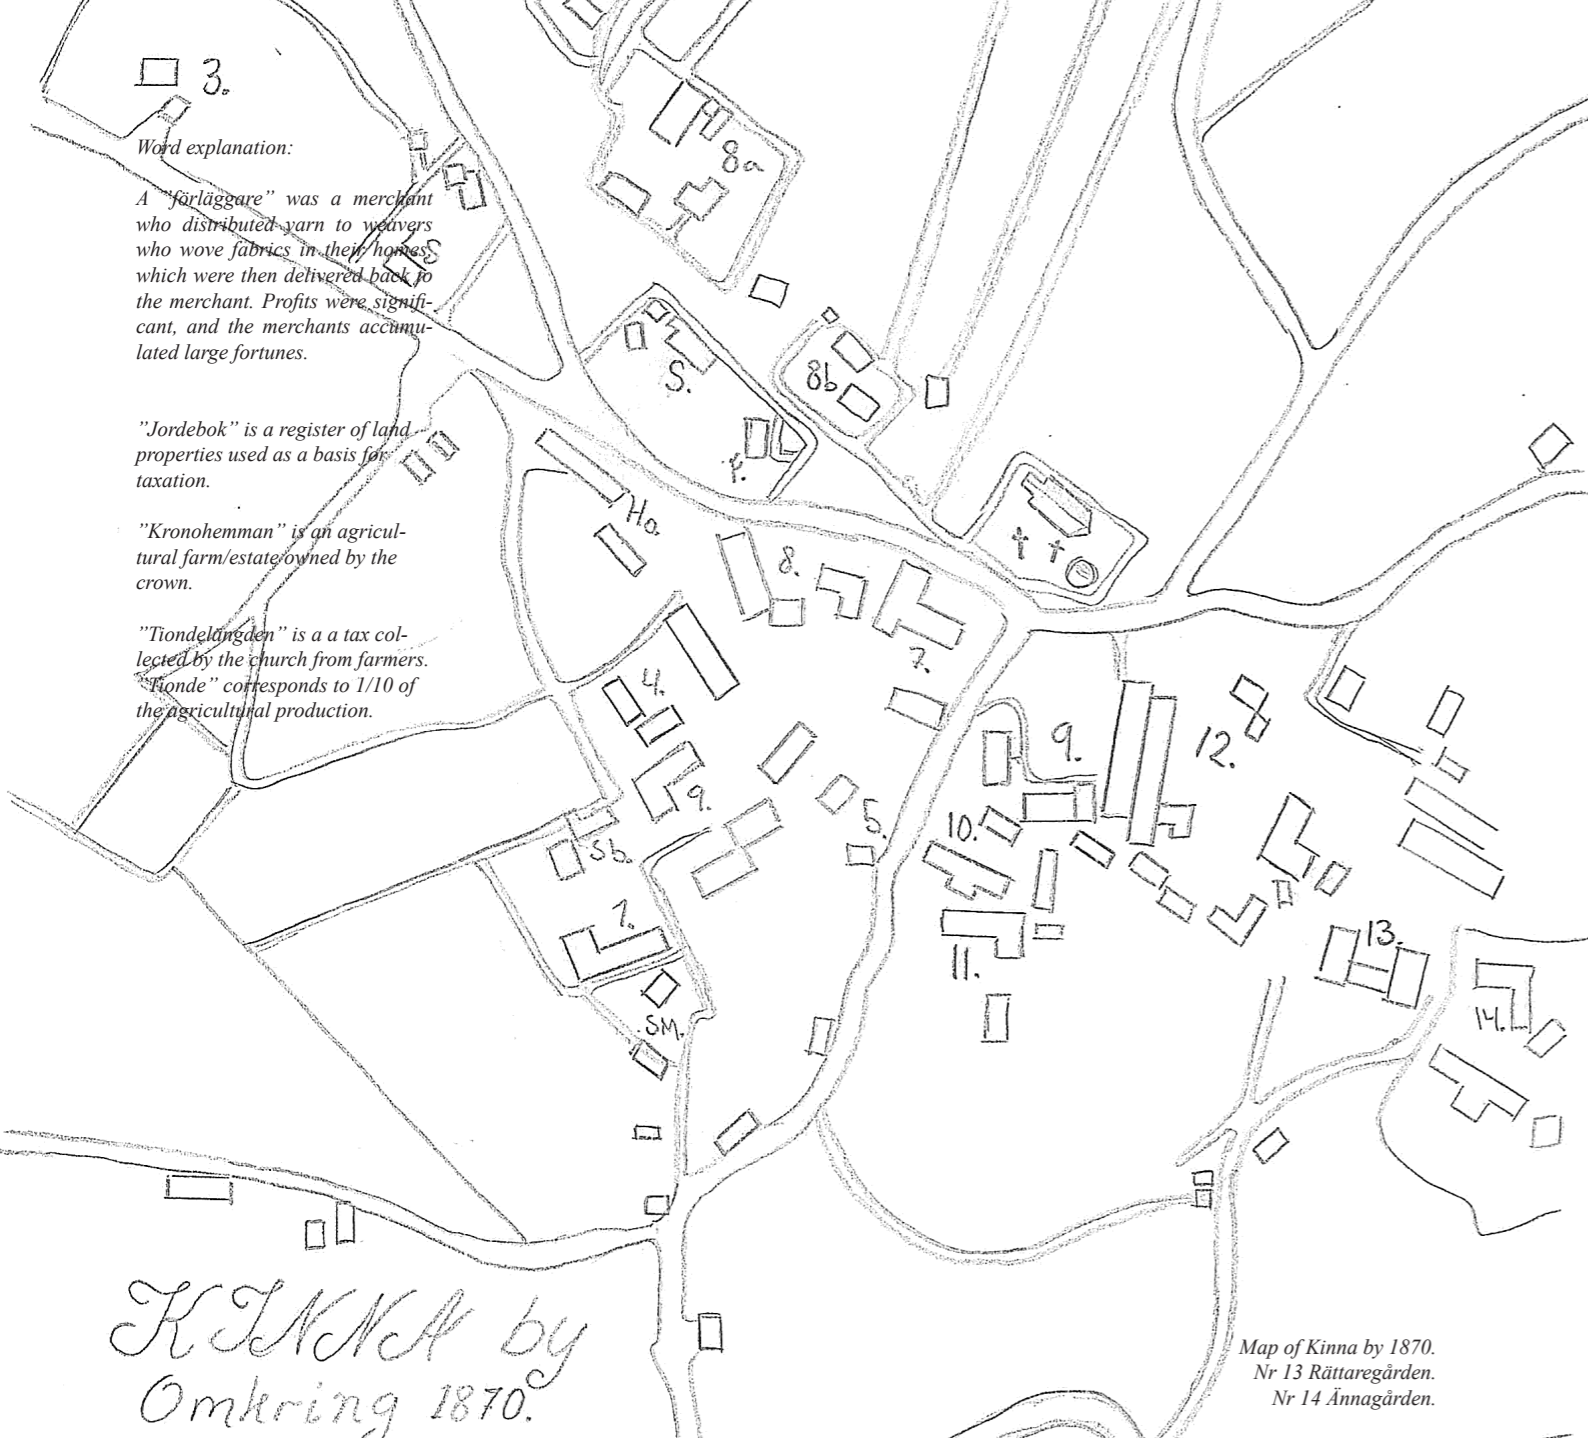 3.
8a
Word explanation:
A ”förläggare” was a merchant
who distributed yarn to weavers
who wove fabrics in their homes,
which were then delivered back to
the merchant. Profits were signifi-
cant, and the merchants accumu-
lated large fortunes.
S.
8b
”Jordebok” is a register of land
properties used as a basis for
taxation.
Ho.
”Kronohemman” is an agricul-
tural farm/estate owned by the
crown.
8.
”Tiondelängden” is a a tax col-
lected by the church from farmers.
”Tionde” corresponds to 1/10 of
the agricultural production.
7.
4.
9.
12.
9.
5.
10.
Sb.
1.
13.
11.
SM.
14.
KINNA by
Omkring 1870.
Map of Kinna by 1870.
Nr 13 Rättaregården.
Nr 14 Ännagården.